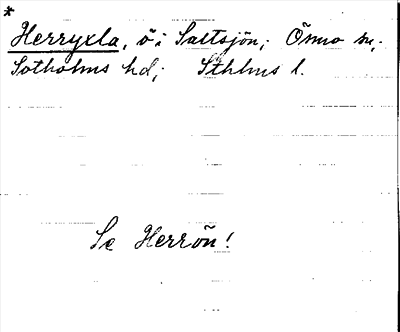 *
Herryxla, ö i Saltsjön; Ösmo sn;
Sotholms hd; Sthlms l.
Se Herrön!